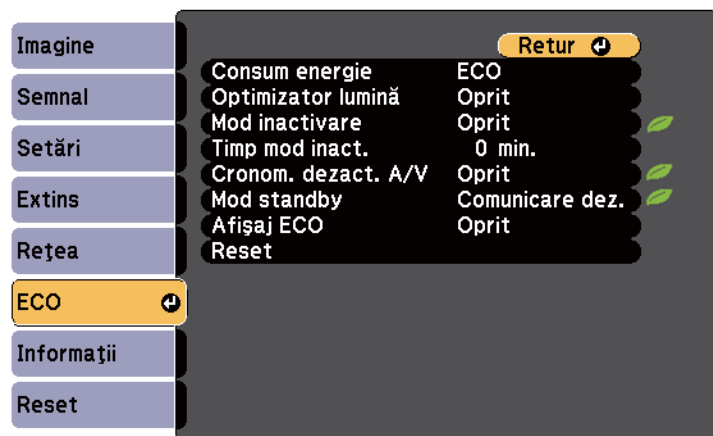 Imagine
Semnal
Setări
Extins
Reţea
ECO
Informaţii
Reset
Retur
Consum energie ECO
Optimizator lumină Oprit
Mod inactivare Oprit
Timp mod inact. 0 min.
Cronom. dezact. A/V Oprit
Mod standby Comunicare dez.
Afişaj ECO Oprit
Reset